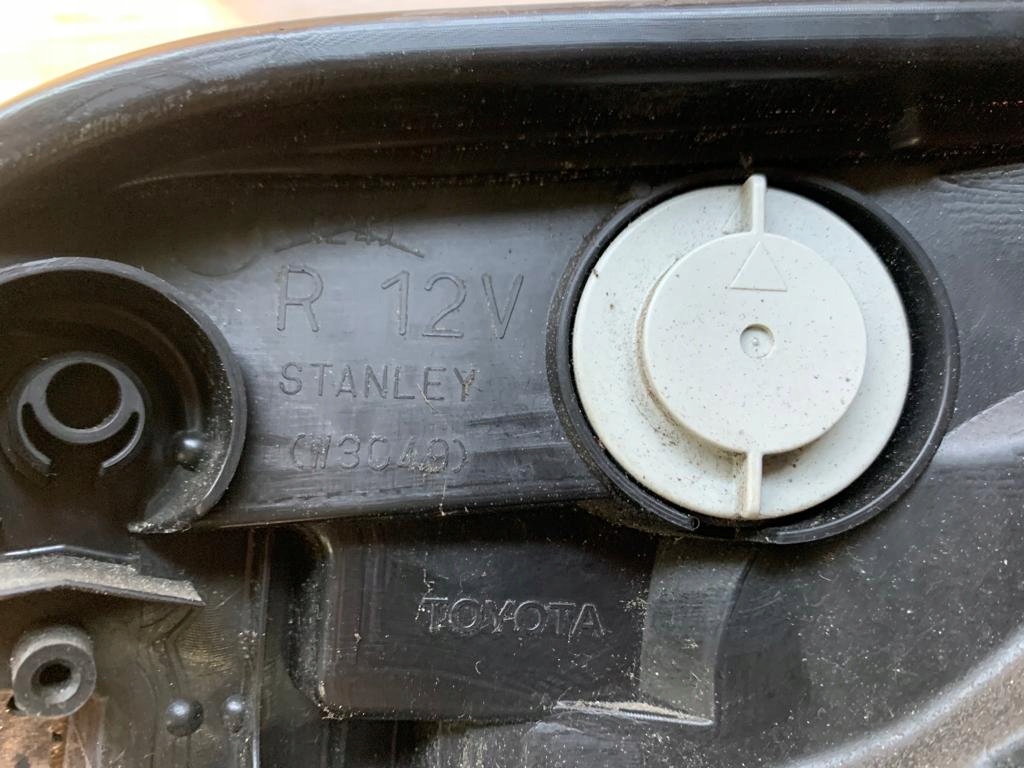 R 12V
STANLEY
(W3049)
TOYOTA